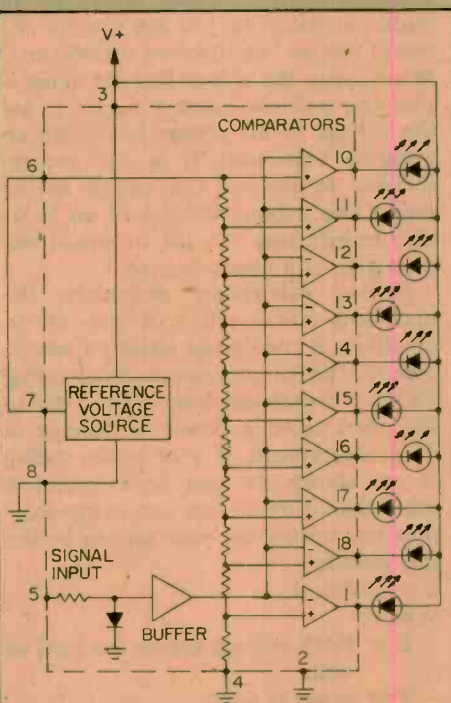 V+
3
COMPARATORS
6
10
11
12
13
14
15
16
17
18
1
7
REFERENCE
VOLTAGE
SOURCE
8
SIGNAL
INPUT
5
BUFFER
4
2